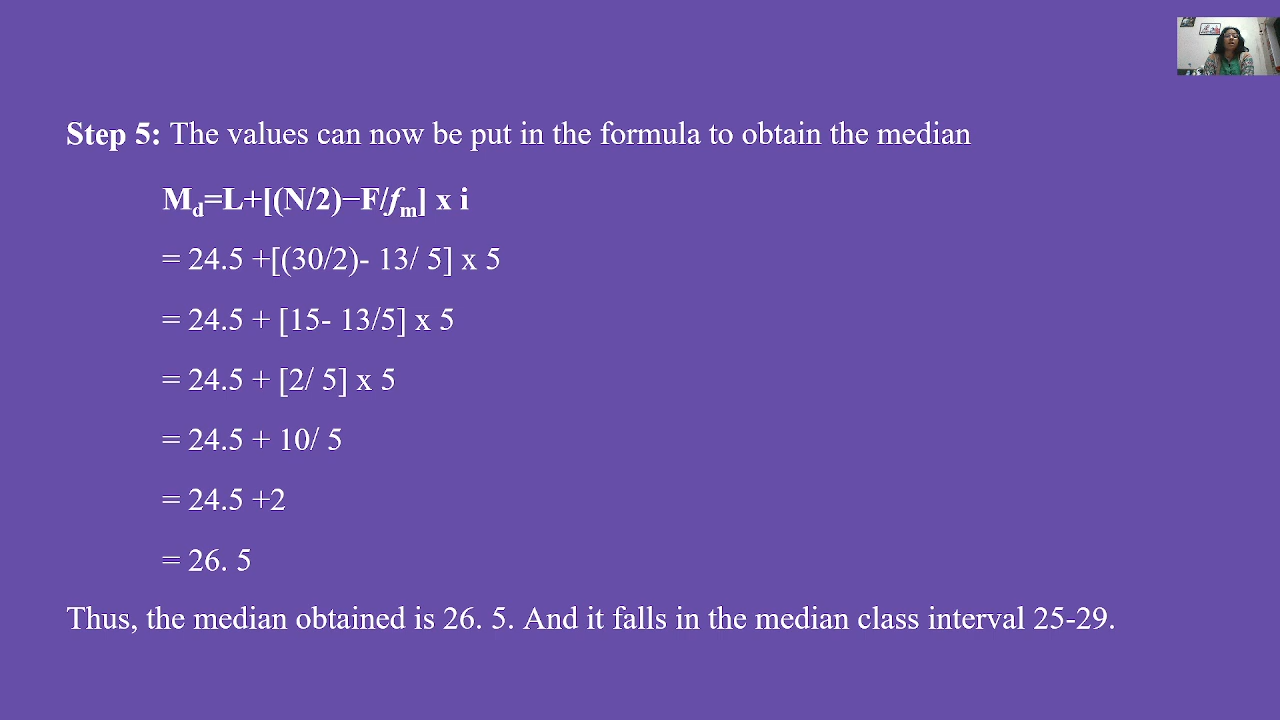 Step 5: The values can now be put in the formula to obtain the median
Md=L+[(N/2)−F/fm] x i
= 24.5 +[(30/2)- 13/ 5] x 5
= 24.5 + [15- 13/5] x 5
= 24.5 + [2/ 5] x 5
= 24.5 + 10/ 5
= 24.5 +2
= 26. 5
Thus, the median obtained is 26. 5. And it falls in the median class interval 25-29.